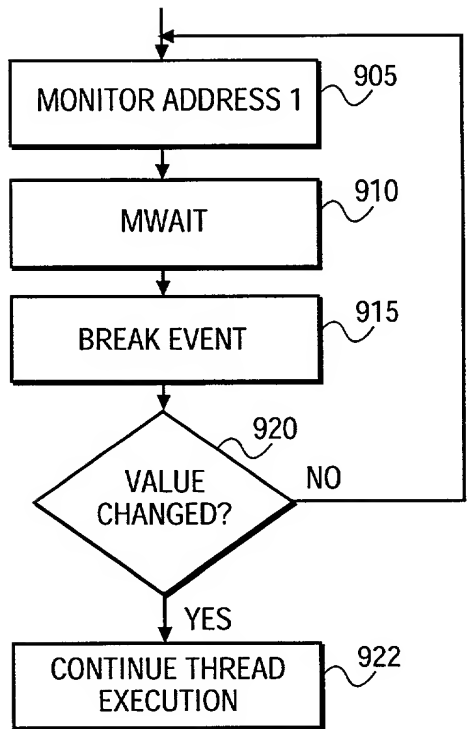 MONITOR ADDRESS 1
905
MWAIT
910
BREAK EVENT
915
920
VALUE
CHANGED?
NO
YES
CONTINUE THREAD
EXECUTION
922